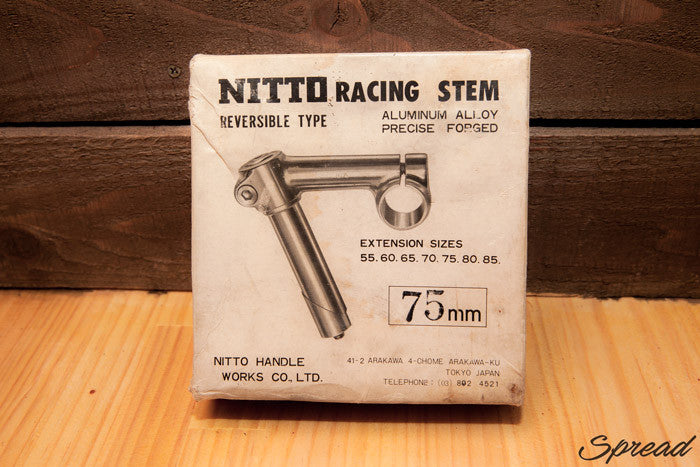 NITTO RACING STEM
REVERSIBLE TYPE
ALUMINUM ALLOY
PRECISE FORGED
EXTENSION SIZES
55. 60. 65. 70. 75. 80. 85.
75mm
NITTO HANDLE
WORKS CO., LTD.
41-2 ARAKAWA 4-CHOME ARAKAWA-KU
TOKYO JAPAN
TELEPHONE: (03) 802 4521
Spread